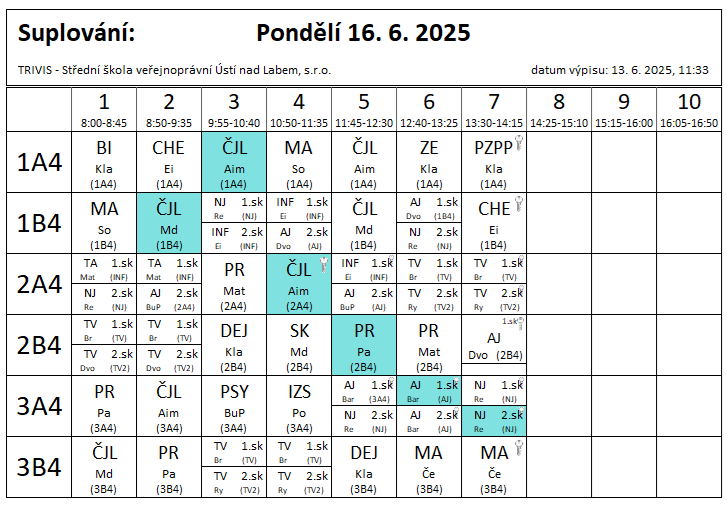 Suplování: Pondělí 16. 6. 2025
TRIVIS - Střední škola veřejnoprávní Ústí nad Labem, s.r.o. datum výpisu: 13. 6. 2025, 11:33
1 2 3 4 5 6 7 8 9 10
8:00-8:45 8:50-9:35 9:55-10:40 10:50-11:35 11:45-12:30 12:40-13:25 13:30-14:15 14:25-15:10 15:15-16:00 16:05-16:50
1A4 BI CHE ČJL MA ČJL ZE PZPP
Kla Ei Aim So Aim Kla Kla
(1A4) (1A4) (1A4) (1A4) (1A4) (1A4) (1A4)
1B4 MA ČJL NJ 1.sk INF 1.sk ČJL AJ 1.sk CHE
So Md Re (NJ) Ei (INF) Md Dvo (1B4) Ei
(1B4) (1B4) INF 2.sk AJ 2.sk (1B4) NJ 2.sk (1B4)
Ei (INF) Dvo (AJ) Re (NJ)
2A4 TA 1.sk TA 1.sk PR ČJL INF 1.sk TV 1.sk TV 1.sk
Mat (INF) Mat (INF) Mat Aim Ei (INF) Br (TV) Br (TV)
NJ 2.sk AJ 2.sk (2A4) (2A4) AJ 2.sk TV 2.sk TV 2.sk
Re (NJ) BuP (2A4) BuP (AJ) Ry (TV2) Ry (TV2)
2B4 TV 1.sk TV 1.sk DEJ SK PR PR 1.sk
Br (TV) Br (TV) Kla Md Pa Mat AJ
TV 2.sk TV 2.sk (2B4) (2B4) (2B4) (2B4) Dvo (2B4)
Dvo (TV2) Dvo (TV2)
3A4 PR ČJL PSY IZS AJ 1.sk AJ 1.sk NJ 1.sk
Pa Aim BuP Po Bar (3A4) Bar (AJ) Re (NJ)
(3A4) (3A4) (3A4) (3A4) NJ 2.sk AJ 2.sk NJ 2.sk
Re (NJ) Bar (AJ) Re (NJ)
3B4 ČJL PR TV 1.sk TV 1.sk DEJ MA MA
Md Pa Br (TV) Br (TV) Kla Če Če
(3B4) (3B4) TV 2.sk TV 2.sk (3B4) (3B4) (3B4)
Ry (TV2) Ry (TV2)